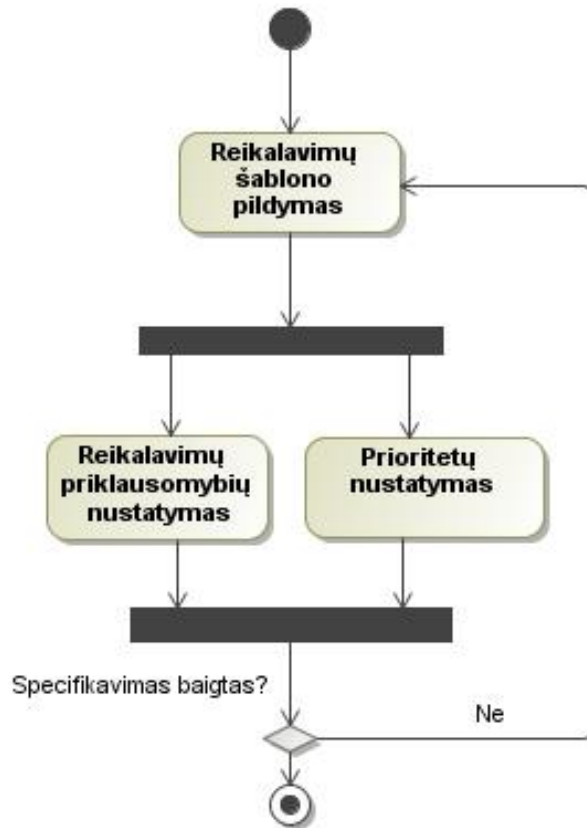 Reikalavimų
šablono
pildymas
Reikalavimų
priklausomybių
nustatymas
Prioritetų
nustatymas
Specifikavimas baigtas?
Ne